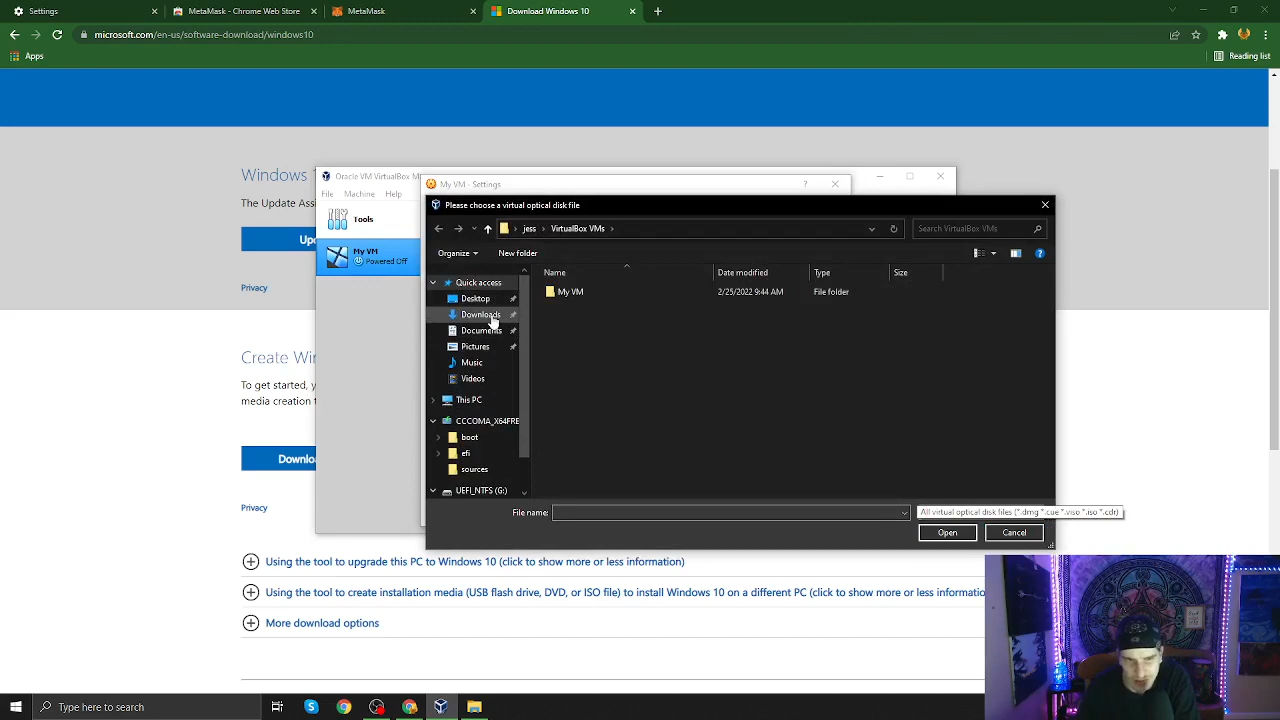 Settings
MetaMask - Chrome Web Store
MetaMask
Download Windows 10
microsoft.com/en-us/software-download/windows10
Apps
Reading list
Windows 1
The Update Ass
Up
Privacy
Create Wi
To get started, y
media creation t
Downlo
Privacy
Oracle VM VirtualBox M
File Machine Help
Tools
My VM
Powered Off
My VM - Settings
?
Please choose a virtual optical disk file
jess > VirtualBox VMs >
Search VirtualBox VMs
Organize
New folder
Name Date modified Type Size
My VM 2/25/2022 9:44 AM File folder
Quick access
Desktop
Downloads
Documents
Pictures
Music
Videos
This PC
CCCOMA_X64FRE
boot
efi
sources
UEFI_NTFS (G:)
File name:
All virtual optical disk files (*.dmg *.cue *.viso *.iso *.cdr)
Open
Cancel
Using the tool to upgrade this PC to Windows 10 (click to show more or less information)
Using the tool to create installation media (USB flash drive, DVD, or ISO file) to install Windows 10 on a different PC (click to show more or less informatio
More download options
Type here to search